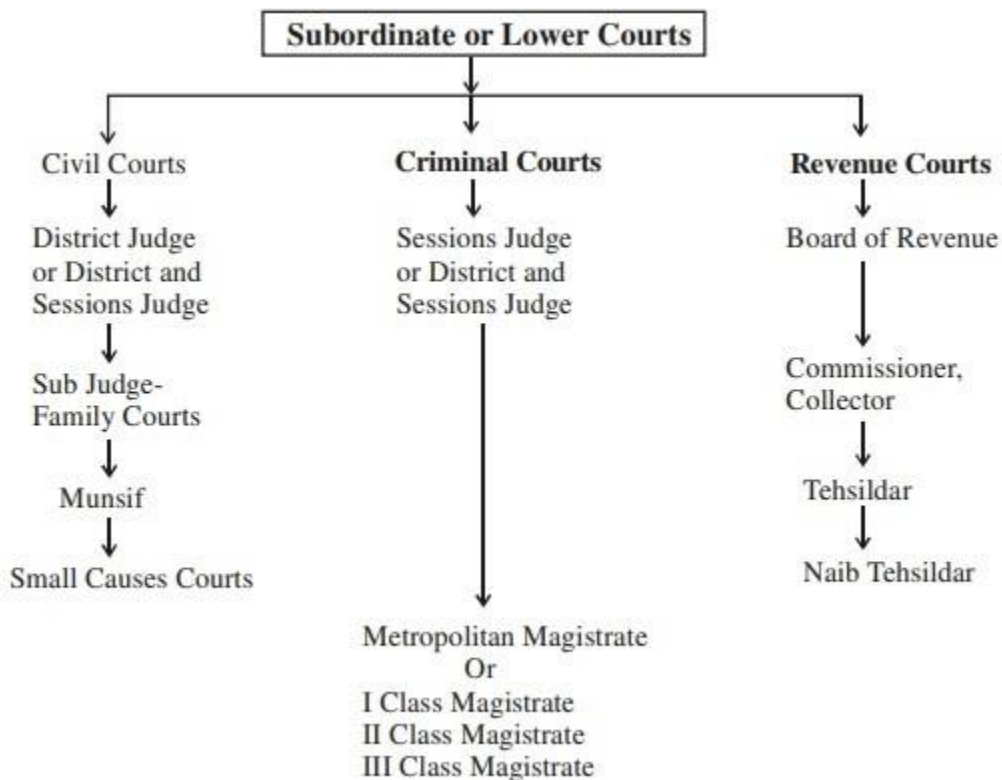 Subordinate or Lower Courts
Civil Courts
District Judge
or District and
Sessions Judge
Sub Judge-
Family Courts
Munsif
Small Causes Courts
Criminal Courts
Sessions Judge
or District and
Sessions Judge
Metropolitan Magistrate
Or
I Class Magistrate
II Class Magistrate
III Class Magistrate
Revenue Courts
Board of Revenue
Commissioner,
Collector
Tehsildar
Naib Tehsildar